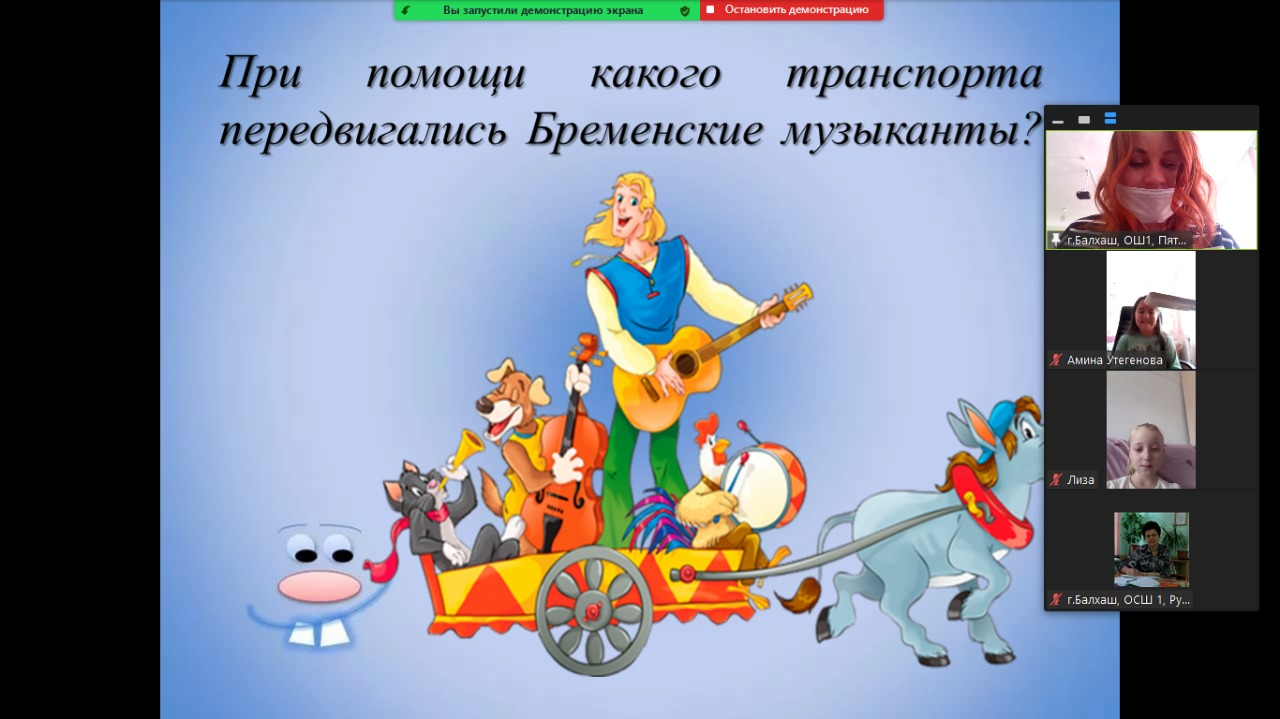 Вы запустили демонстрацию экрана
Остановить демонстрацию
При помощи какого транспорта
передвигались Бременские музыканты?
г.Балхаш, ОШ1, Пят...
Амина Утегенова
Лиза
г.Балхаш, ОСШ 1, Ру...